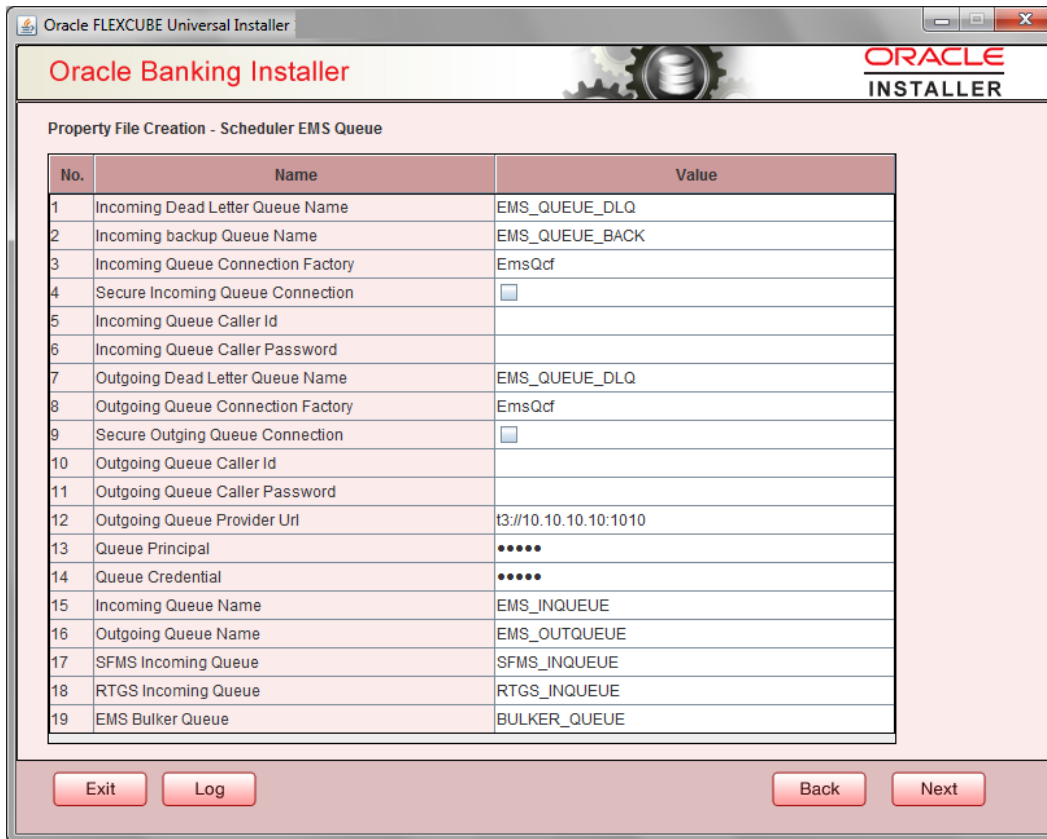 Oracle FLEXCUBE Universal Installer
Oracle Banking Installer
ORACLE
INSTALLER
Property File Creation - Scheduler EMS Queue
No. Name Value
1 Incoming Dead Letter Queue Name EMS_QUEUE_DLQ
2 Incoming backup Queue Name EMS_QUEUE_BACK
3 Incoming Queue Connection Factory EmsQcf
4 Secure Incoming Queue Connection
5 Incoming Queue Caller Id
6 Incoming Queue Caller Password
7 Outgoing Dead Letter Queue Name EMS_QUEUE_DLQ
8 Outgoing Queue Connection Factory EmsQcf
9 Secure Outging Queue Connection
10 Outgoing Queue Caller Id
11 Outgoing Queue Caller Password
12 Outgoing Queue Provider Url t3://10.10.10.10:1010
13 Queue Principal •••••
14 Queue Credential •••••
15 Incoming Queue Name EMS_INQUEUE
16 Outgoing Queue Name EMS_OUTQUEUE
17 SFMS Incoming Queue SFMS_INQUEUE
18 RTGS Incoming Queue RTGS_INQUEUE
19 EMS Bulker Queue BULKER_QUEUE
Exit Log Back Next